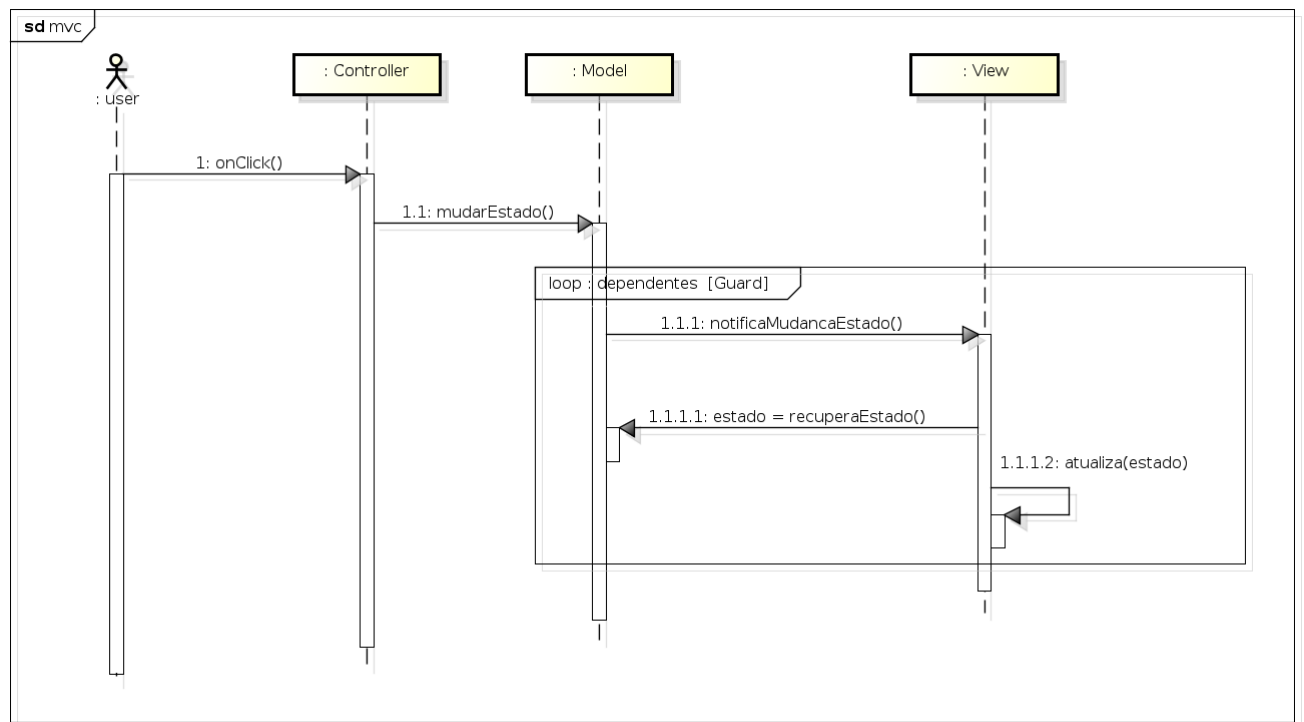 sd mvc
: user
: Controller
: Model
: View
1: onClick()
1.1: mudarEstado()
loop : dependentes [Guard]
1.1.1: notificaMudancaEstado()
1.1.1.1: estado = recuperaEstado()
1.1.1.2: atualiza(estado)